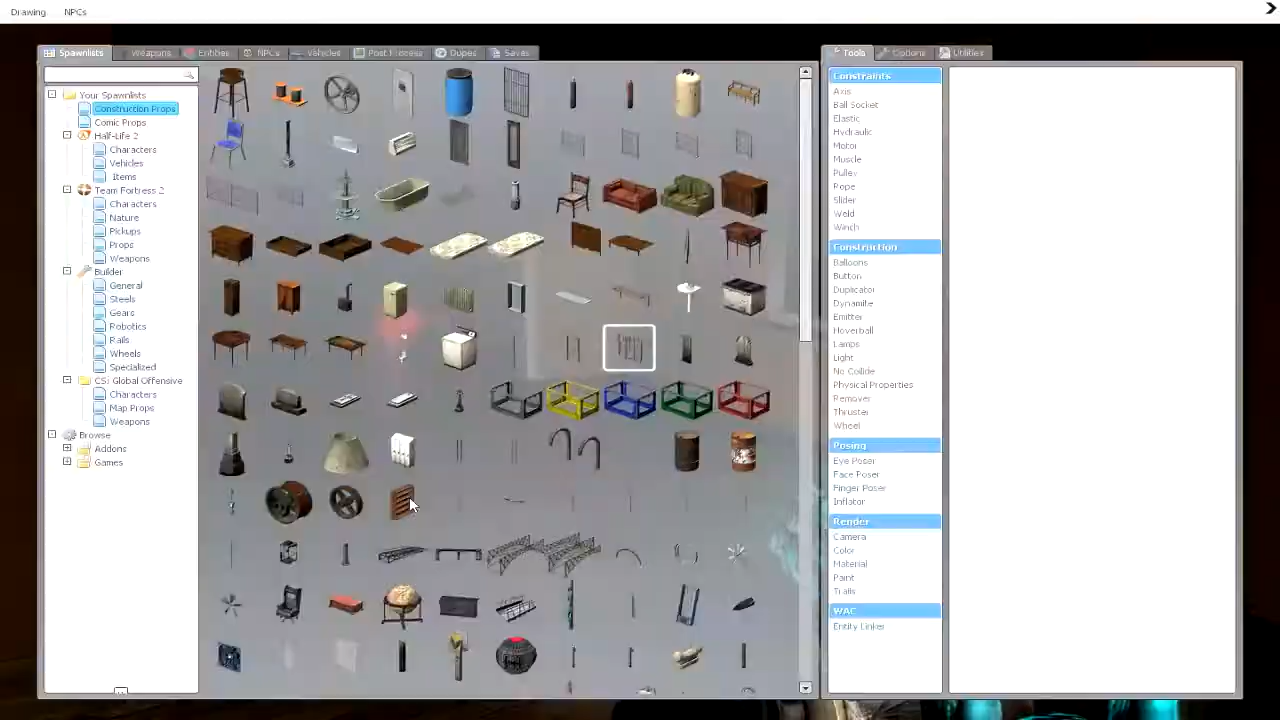 Drawing NPCs
Spawnlists Weapons Entities NPCs Vehicles Post Process Dupes Saves
Your Spawnlists
Construction Props
Comic Props
Half-Life 2
Characters
Vehicles
Items
Team Fortress 2
Characters
Nature
Pickups
Props
Weapons
Builder
General
Steels
Gears
Robotics
Rails
Wheels
Specialized
CS: Global Offensive
Characters
Map Props
Weapons
Browse
Addons
Games
Tools Options Utilities
Constraints
Axis
Ball Socket
Elastic
Hydraulic
Motor
Muscle
Pulley
Rope
Slider
Weld
Winch
Construction
Balloons
Button
Duplicator
Dynamite
Emitter
Hoverball
Lamps
Light
No Collide
Physical Properties
Remover
Thruster
Wheel
Posing
Eye Poser
Face Poser
Finger Poser
Inflator
Render
Camera
Color
Material
Paint
Trails
WAC
Entity Linker